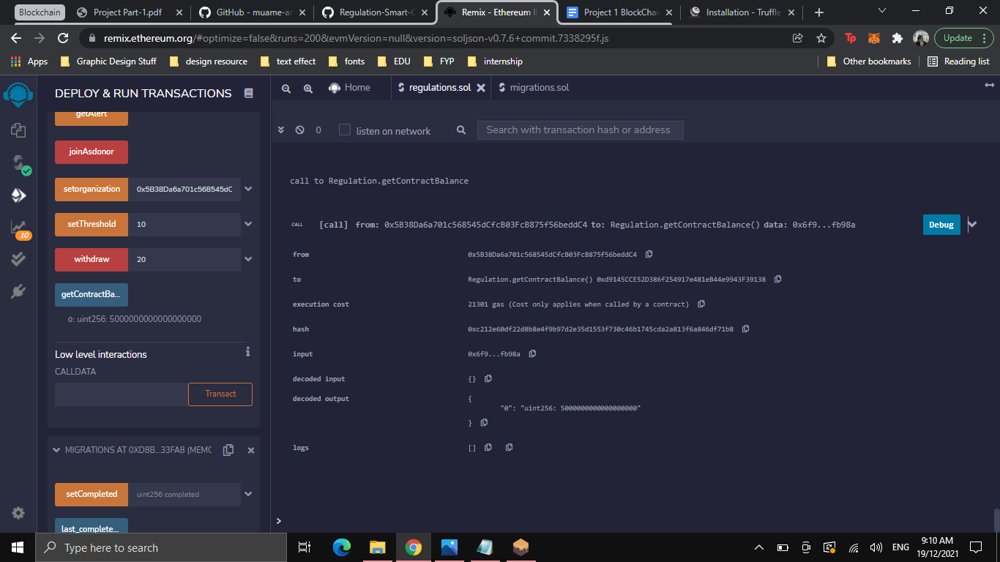 Blockchain
Project Part-1.pdf
GitHub - muame-an
Regulation-Smart-C
Remix - Ethereum I
Project 1 BlockChai
Installation - Truffle
remix.ethereum.org/#optimize=false&runs=200&evmVersion=null&version=soljson-v0.7.6+commit.7338295f.js
Tp
Update
Apps
Graphic Design Stuff
design resource
text effect
fonts
EDU
FYP
internship
Other bookmarks
Reading list
DEPLOY & RUN TRANSACTIONS
Home
regulations.sol
migrations.sol
0
listen on network
Search with transaction hash or address
getAlert
joinAsdonor
setorganization
0x5B38Da6a701c568545dC
setThreshold
10
withdraw
20
getContractBa...
0: uint256: 5000000000000000000
Low level interactions
CALLDATA
Transact
MIGRATIONS AT 0XD8B...33FA8 (MEMO
setCompleted
uint256 completed
last_complete...
10
call to Regulation.getContractBalance
CALL
[call] from: 0x5B38Da6a701c568545dCfcB03FcB875f56beddC4 to: Regulation.getContractBalance() data: 0x6f9...fb98a
Debug
from
0x5B38Da6a701c568545dCfcB03FcB875f56beddC4
to
Regulation.getContractBalance() 0xd9145CCE52D386f254917e481eB44e9943F39138
execution cost
21301 gas (Cost only applies when called by a contract)
hash
0xc212e60df22d8b8e4f9b97d2e35d1553f730c46b1745cda2a813f6a846df71b8
input
0x6f9...fb98a
decoded input
{}
decoded output
{
"0": "uint256: 5000000000000000000"
}
logs
[]
>
Type here to search
ENG
9:10 AM
19/12/2021